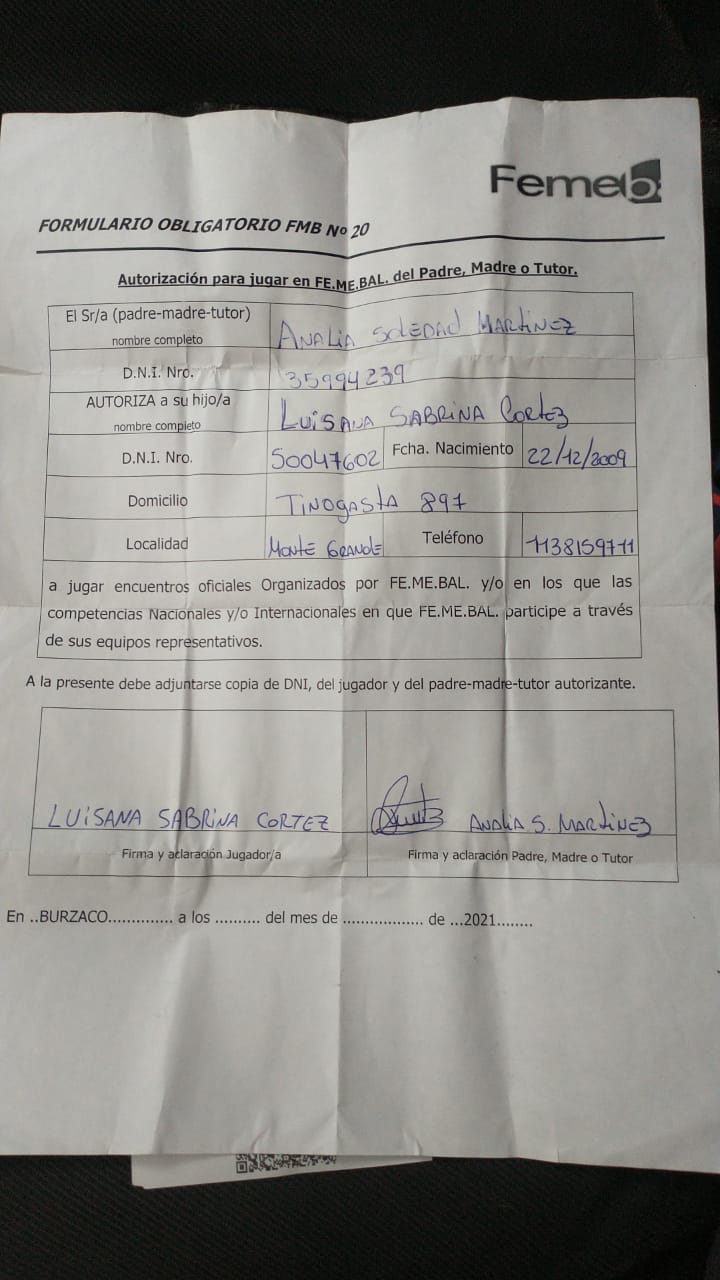 Femeb
FORMULARIO OBLIGATORIO FMB Nº 20
Autorización para jugar en FE.ME.BAL. del Padre, Madre o Tutor.
El Sr/a (padre-madre-tutor)
nombre completo
ANALIA SOLEDAD MARTINEZ
D.N.I. Nro.
35994239
AUTORIZA a su hijo/a
nombre completo
LUISANA SABRINA CORTEZ
D.N.I. Nro.
50047602
Fcha. Nacimiento
22/12/2009
Domicilio
TINOGASTA 897
Localidad
MONTE GRANDE
Teléfono
1138159711
a jugar encuentros oficiales Organizados por FE.ME.BAL. y/o en los que las
competencias Nacionales y/o Internacionales en que FE.ME.BAL. participe a través
de sus equipos representativos.
A la presente debe adjuntarse copia de DNI, del jugador y del padre-madre-tutor autorizante.
LUISANA SABRINA CORTEZ
ANALIA S. MARTINEZ
Firma y aclaración Jugador/a
Firma y aclaración Padre, Madre o Tutor
En ..BURZACO.............. a los .......... del mes de .................. de ...2021........